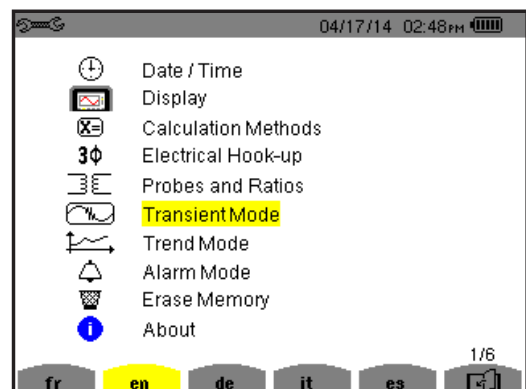 04/17/14 02:48PM
Date / Time
Display
X= Calculation Methods
3Φ Electrical Hook-up
Probes and Ratios
Transient Mode
Trend Mode
Alarm Mode
Erase Memory
i About
1/6
fr en de it es